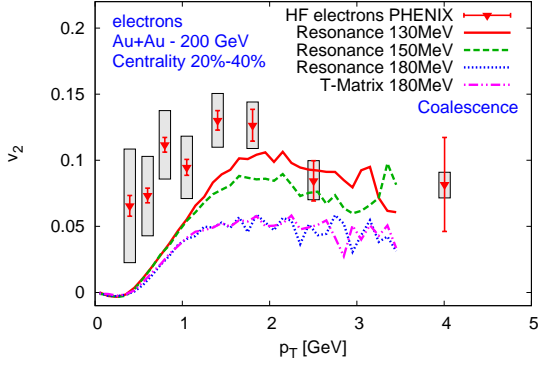 electrons
Au+Au - 200 GeV
Centrality 20%-40%
HF electrons PHENIX
Resonance 130MeV
Resonance 150MeV
Resonance 180MeV
T-Matrix 180MeV
Coalescence
v2
0.2
0.15
0.1
0.05
0
0 1 2 3 4 5
pT [GeV]